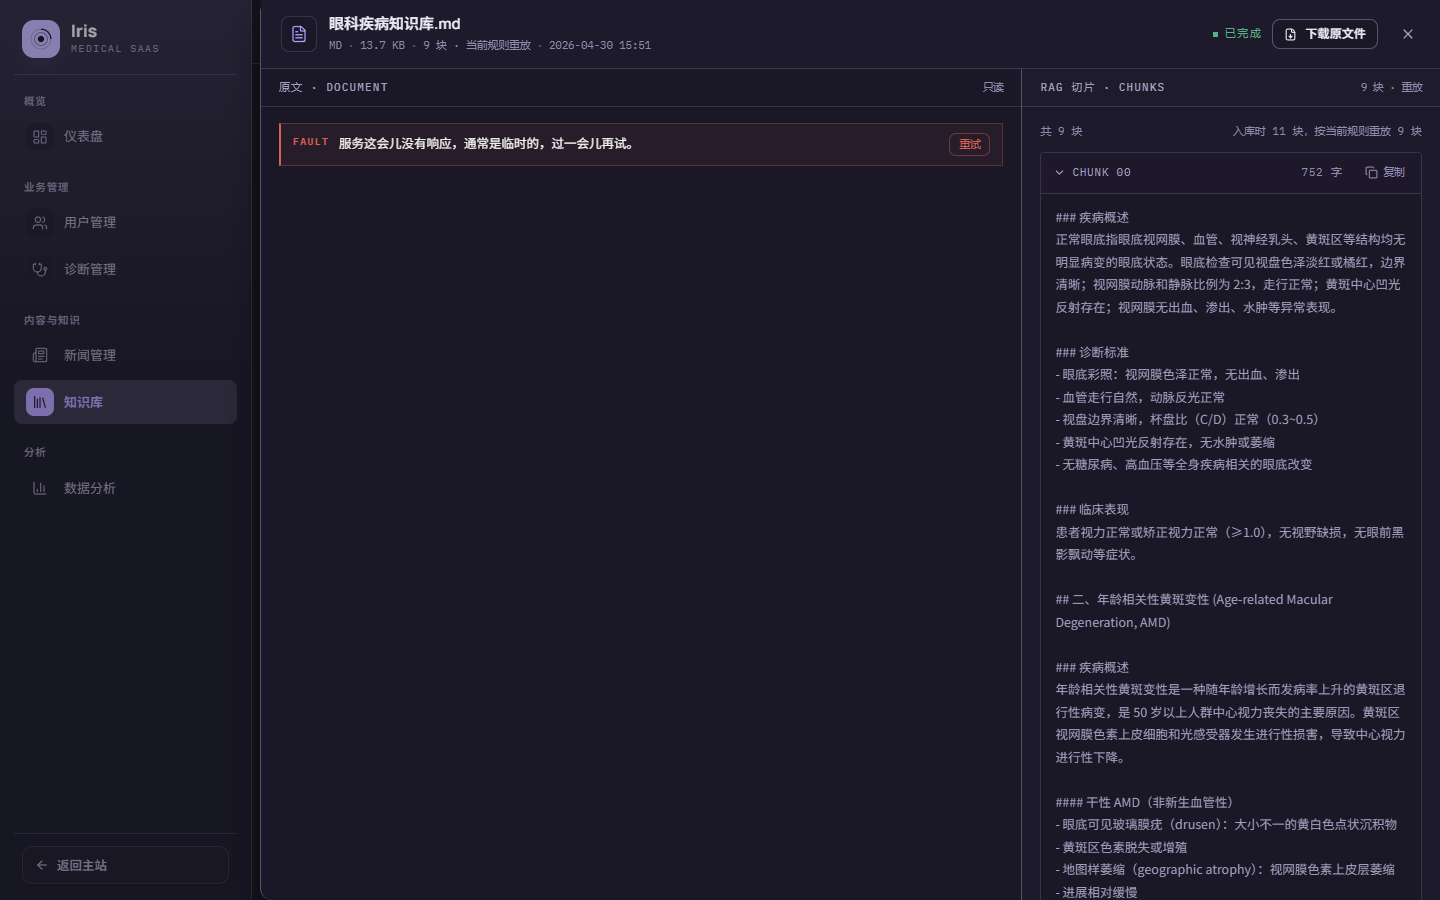 Iris
MEDICAL SAAS
概览
仪表盘
业务管理
用户管理
诊断管理
内容与知识
新闻管理
知识库
分析
数据分析
返回主站
眼科疾病知识库.md
MD · 13.7 KB · 9 块 · 当前规则重放 · 2026-04-30 15:51
已完成
下载原文件
原文 · DOCUMENT
只读
FAULT 服务这会儿没有响应，通常是临时的，过一会儿再试。
重试
RAG 切片 · CHUNKS
9 块 · 重放
共 9 块
入库时 11 块，按当前规则重放 9 块
CHUNK 00
752 字
复制
### 疾病概述
正常眼底指眼底视网膜、血管、视神经乳头、黄斑区等结构均无
明显病变的眼底状态。眼底检查可见视盘色泽淡红或橘红，边界
清晰；视网膜动脉和静脉比例为 2:3，走行正常；黄斑中心凹光
反射存在；视网膜无出血、渗出、水肿等异常表现。
### 诊断标准
- 眼底彩照：视网膜色泽正常，无出血、渗出
- 血管走行自然，动脉反光正常
- 视盘边界清晰，杯盘比（C/D）正常（0.3~0.5）
- 黄斑中心凹光反射存在，无水肿或萎缩
- 无糖尿病、高血压等全身疾病相关的眼底改变
### 临床表现
患者视力正常或矫正视力正常（≥1.0），无视野缺损，无眼前黑
影飘动等症状。
## 二、年龄相关性黄斑变性 (Age-related Macular
Degeneration, AMD)
### 疾病概述
年龄相关性黄斑变性是一种随年龄增长而发病率上升的黄斑区退
行性病变，是 50 岁以上人群中心视力丧失的主要原因。黄斑区
视网膜色素上皮细胞和光感受器发生进行性损害，导致中心视力
进行性下降。
#### 干性 AMD（非新生血管性）
- 眼底可见玻璃膜疣（drusen）：大小不一的黄白色点状沉积物
- 黄斑区色素脱失或增殖
- 地图样萎缩（geographic atrophy）：视网膜色素上皮层萎缩
- 进展相对缓慢